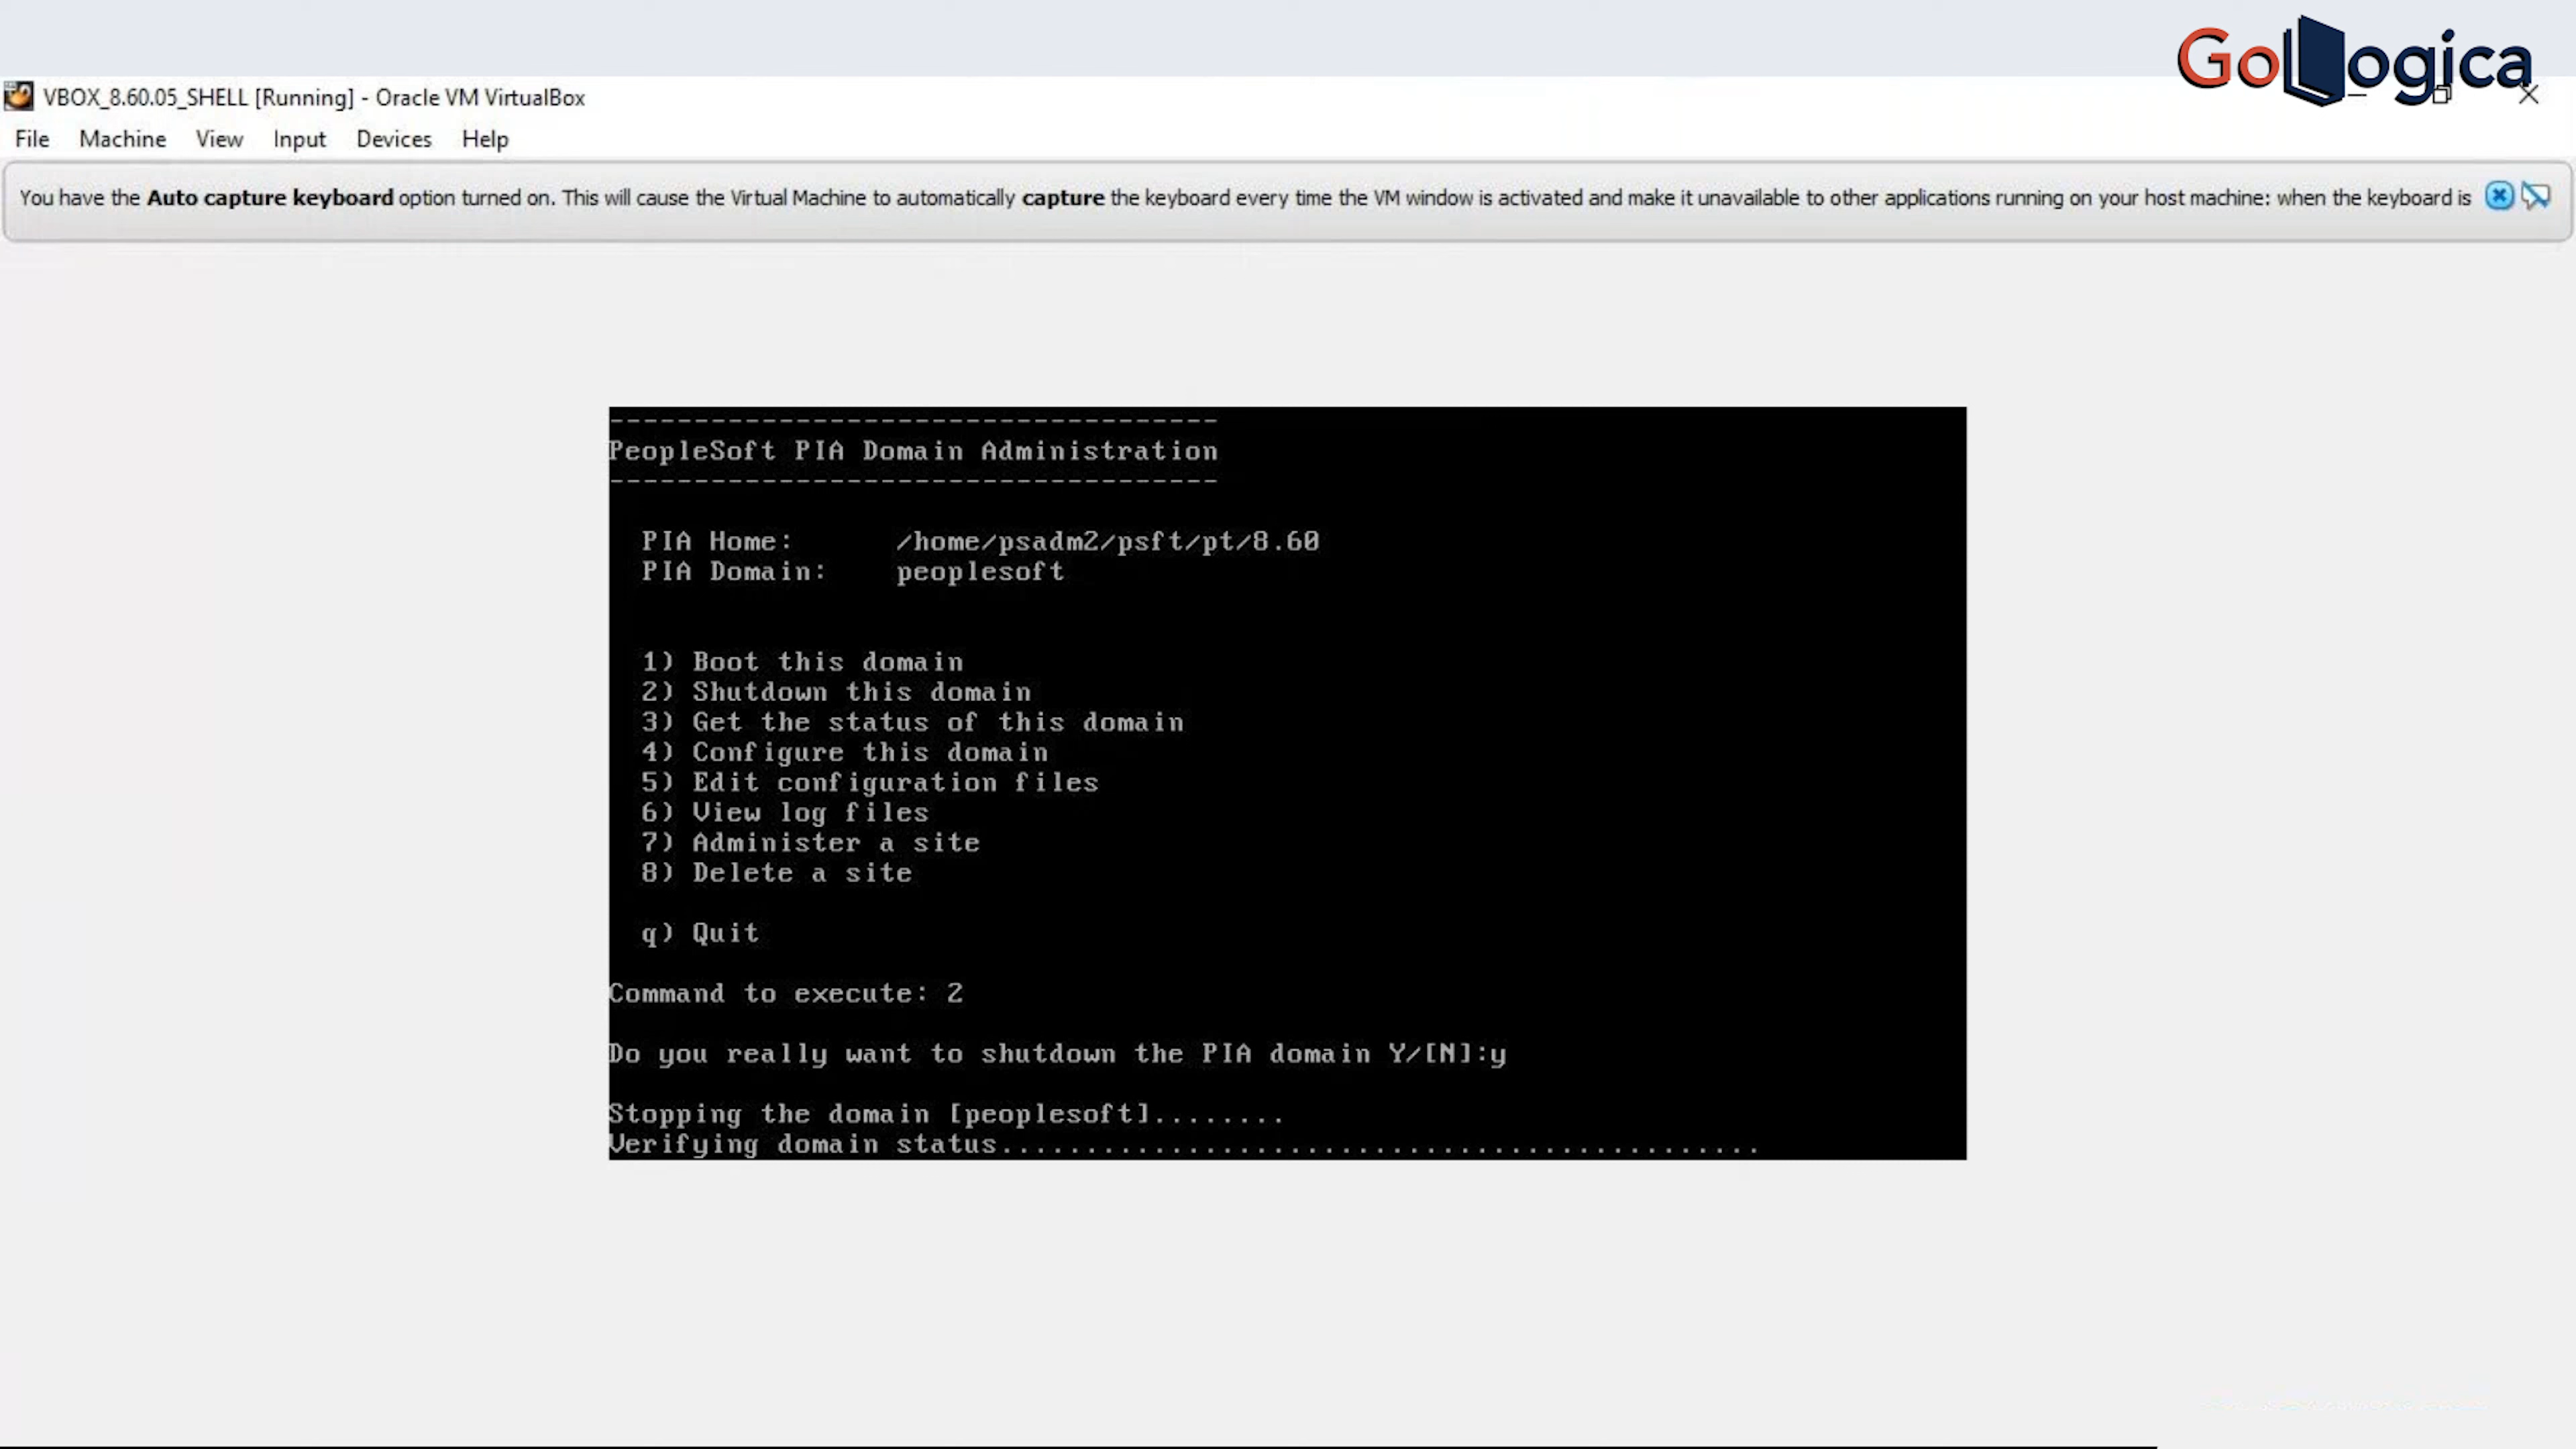 GoLogica
VBOX_8.60.05_SHELL [Running] - Oracle VM VirtualBox
File Machine View Input Devices Help
You have the Auto capture keyboard option turned on. This will cause the Virtual Machine to automatically capture the keyboard every time the VM window is activated and make it unavailable to other applications running on your host machine: when the keyboard is
----------------------------------------
PeopleSoft PIA Domain Administration
----------------------------------------
PIA Home: /home/psadm2/psft/pt/8.60
PIA Domain: peoplesoft
1) Boot this domain
2) Shutdown this domain
3) Get the status of this domain
4) Configure this domain
5) Edit configuration files
6) View log files
7) Administer a site
8) Delete a site
q) Quit
Command to execute: 2
Do you really want to shutdown the PIA domain Y/[N]:y
Stopping the domain [peoplesoft]........
Verifying domain status.............................................